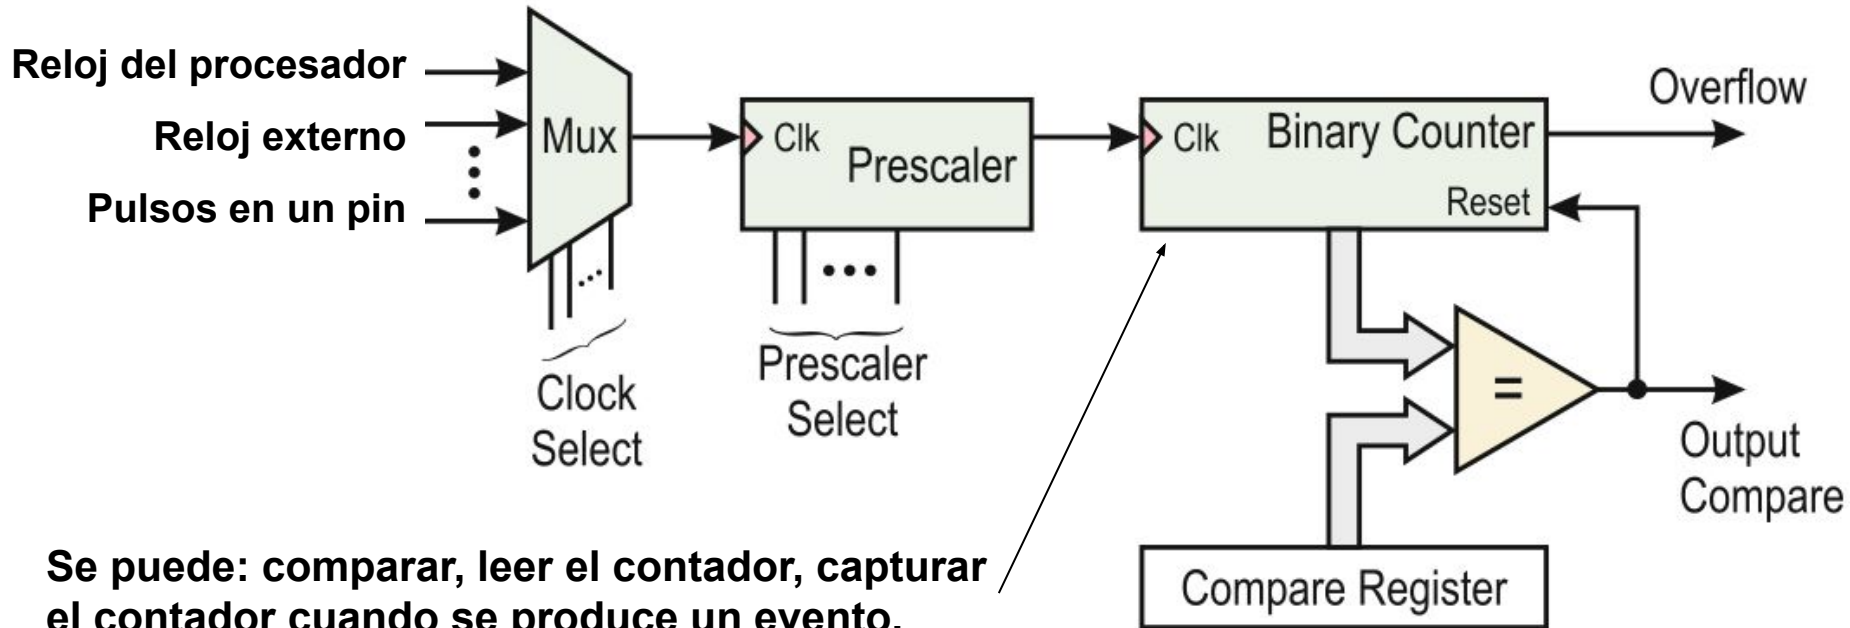 Reloj del procesador
Reloj externo
Pulsos en un pin
Mux
Clock
Select
Clk
Prescaler
Prescaler
Select
Clk
Binary Counter
Reset
Overflow
=
Output
Compare
Compare Register
Se puede: comparar, leer el contador, capturar
el contador cuando se produce un evento.